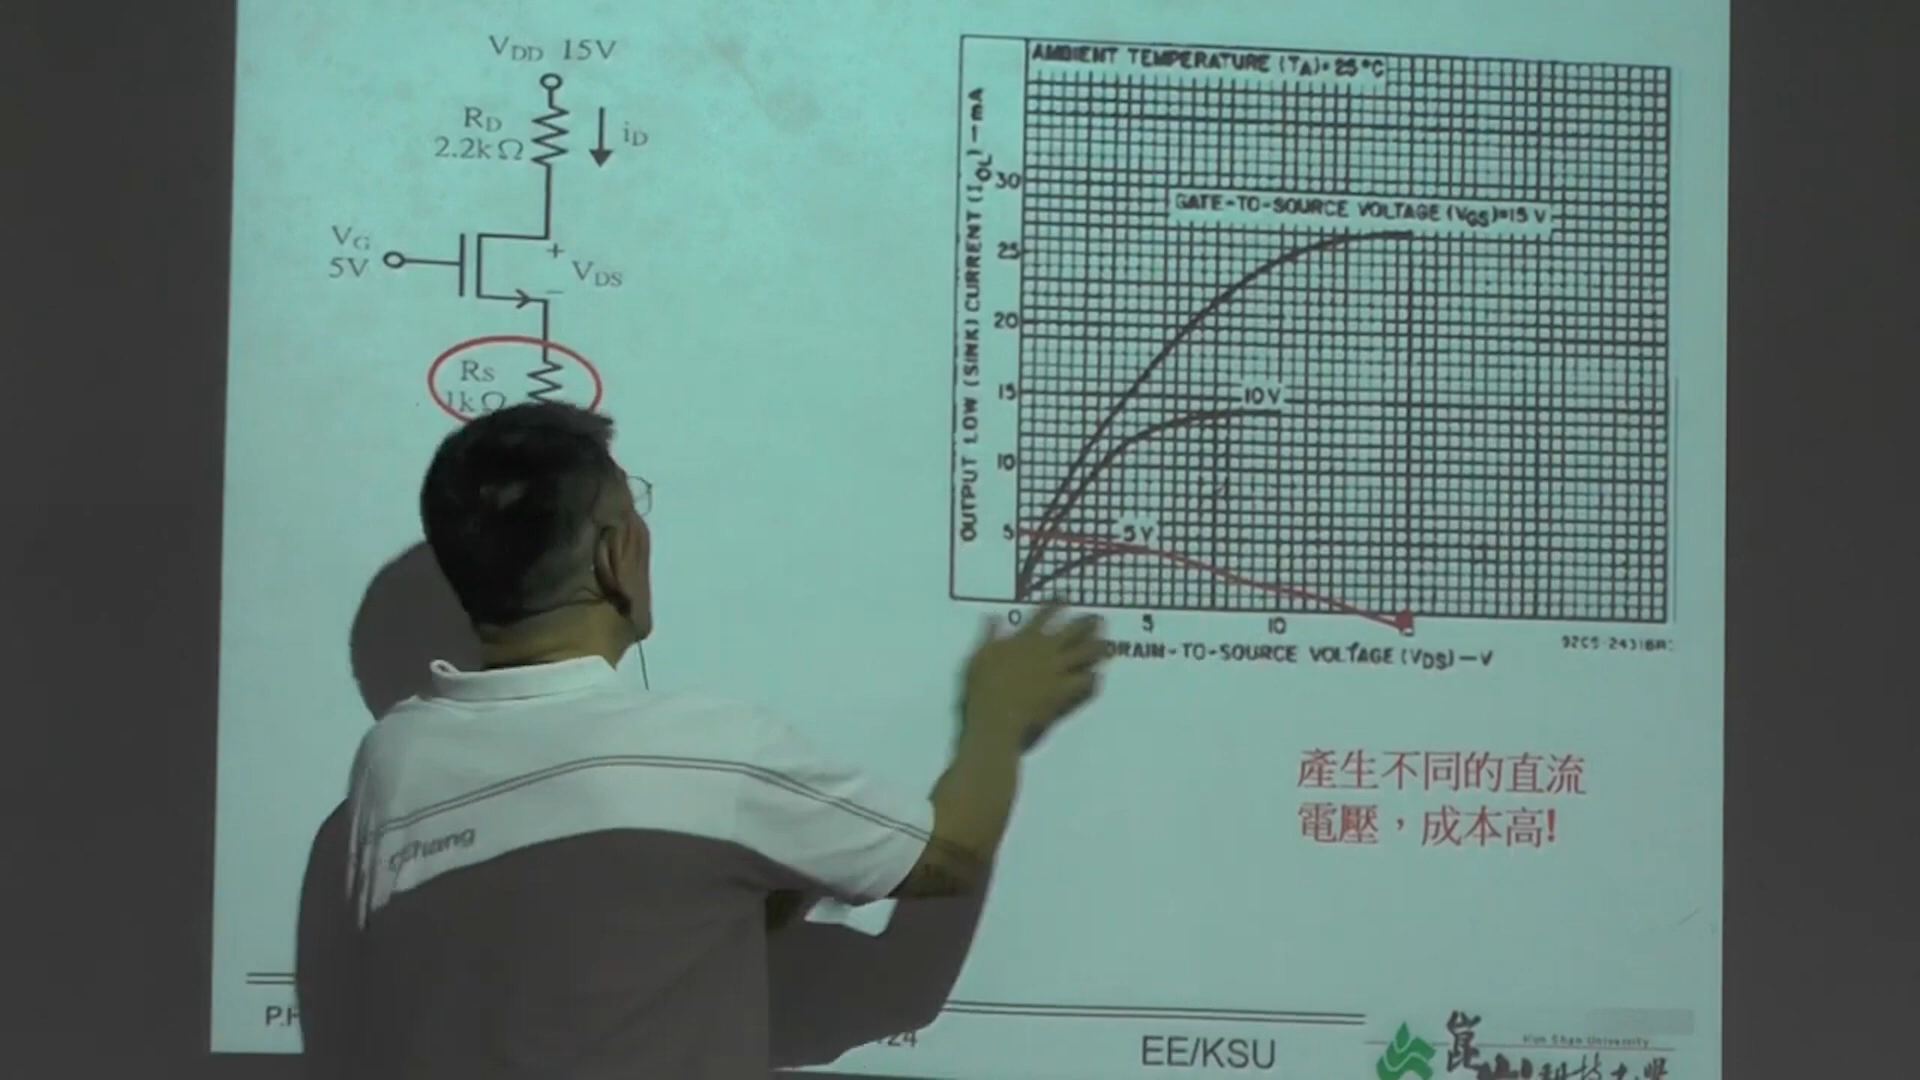 VDD 15V
RD
2.2kΩ
iD
VG
5V
+
VDS
−
Rs
1kΩ
AMBIENT TEMPERATURE (TA)=25°C
OUTPUT LOW (SINK) CURRENT (IOL)—mA
30
25
20
15
10
5
GATE-TO-SOURCE VOLTAGE (VGS)=15 V
10V
5V
0
5
10
DRAIN-TO-SOURCE VOLTAGE (VDS)—V
產生不同的直流
電壓，成本高!
EE/KSU
Kun Shan University